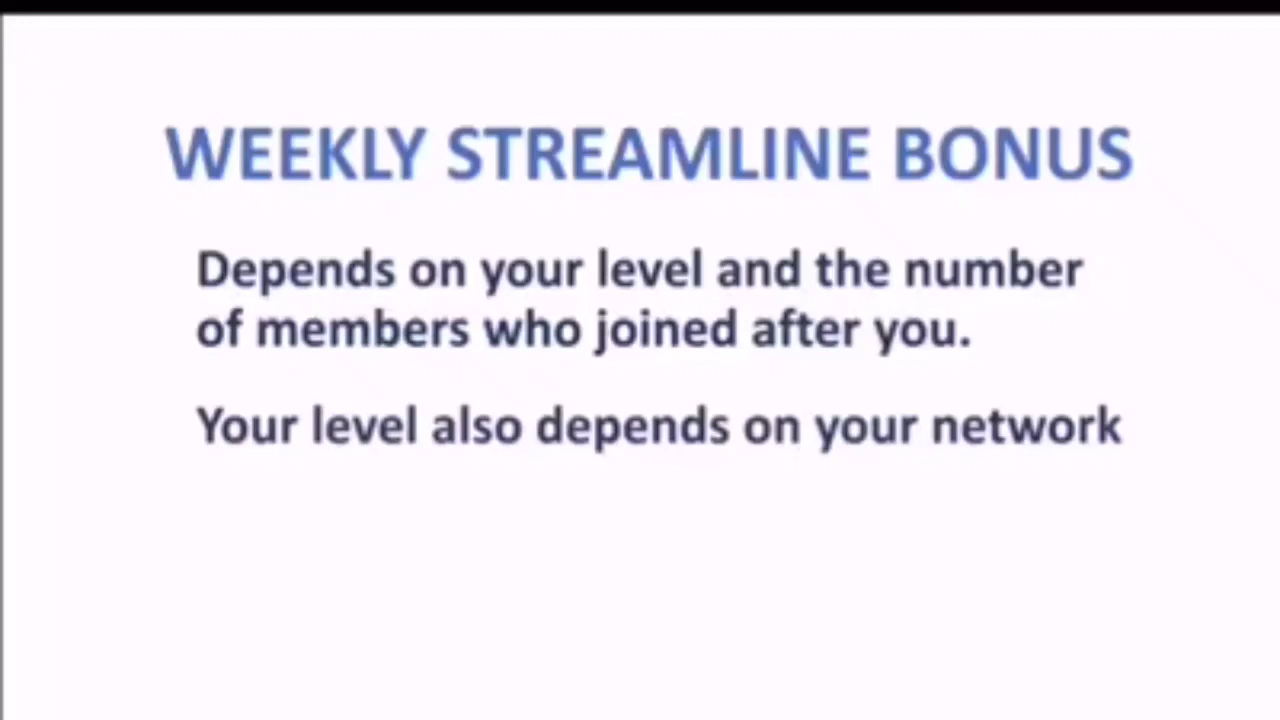 WEEKLY STREAMLINE BONUS
Depends on your level and the number
of members who joined after you.
Your level also depends on your network